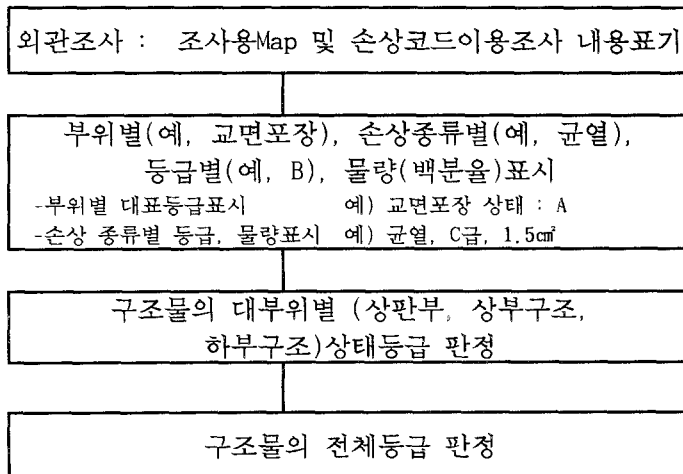 외관조사 : 조사용Map 및 손상코드이용조사 내용표기
부위별(예, 교면포장), 손상종류별(예, 균열),
등급별(예, B), 물량(백분율)표시
-부위별 대표등급표시 예) 교면포장 상태 : A
-손상 종류별 등급, 물량표시 예) 균열, C급, 1.5㎠
구조물의 대부위별 (상판부, 상부구조,
하부구조)상태등급 판정
구조물의 전체등급 판정